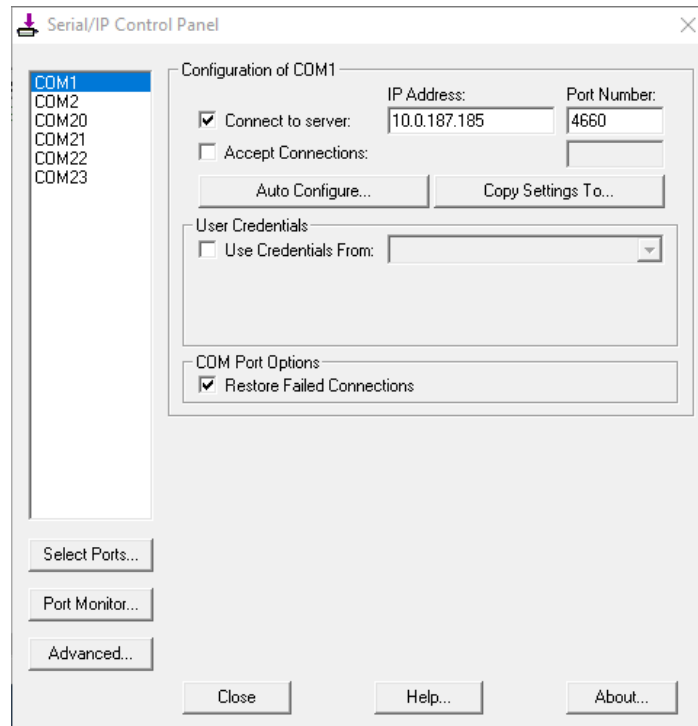 Serial/IP Control Panel
COM1
COM2
COM20
COM21
COM22
COM23
Select Ports...
Port Monitor...
Advanced...
Configuration of COM1
IP Address: Port Number:
Connect to server: 10.0.187.185 4660
Accept Connections:
Auto Configure... Copy Settings To...
User Credentials
Use Credentials From:
COM Port Options
Restore Failed Connections
Close Help... About...